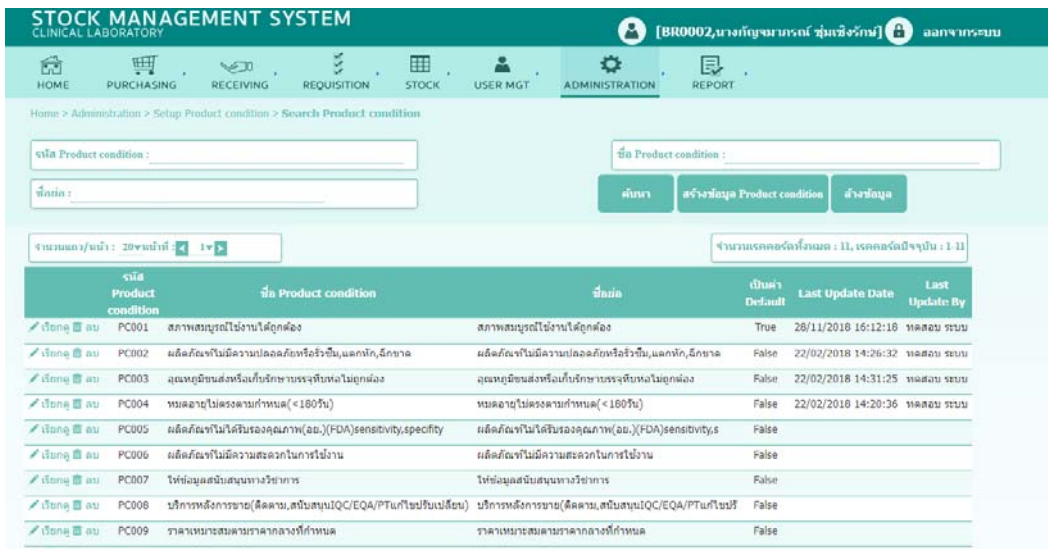 STOCK MANAGEMENT SYSTEM
CLINICAL LABORATORY
[BR0002,นางกัญจมาภรณ์ ชุ่มเชิงรักษ์] ออกจากระบบ
HOME PURCHASING RECEIVING REQUISITION STOCK USER MGT ADMINISTRATION REPORT
Home > Administration > Setup Product condition > Search Product condition
รหัส Product condition : ชื่อ Product condition :
ชื่อย่อ : ค้นหา สร้างข้อมูล Product condition ล้างข้อมูล
จำนวนแถว/หน้า : 20 หน้าที่ : 1 จำนวนเรคคอร์ดทั้งหมด : 11, เรคคอร์ดปัจจุบัน : 1-11
รหัส Product condition ชื่อ Product condition ชื่อย่อ เป็นค่า Default Last Update Date Last Update By
เรียกดู ลบ PC001 สภาพสมบูรณ์ใช้งานได้ถูกต้อง สภาพสมบูรณ์ใช้งานได้ถูกต้อง True 28/11/2018 16:12:18 ทดสอบ ระบบ
เรียกดู ลบ PC002 ผลิตภัณฑ์ไม่มีความปลอดภัยหรือรั่วซึม,แตกหัก,ฉีกขาด ผลิตภัณฑ์ไม่มีความปลอดภัยหรือรั่วซึม,แตกหัก,ฉีกขาด False 22/02/2018 14:26:32 ทดสอบ ระบบ
เรียกดู ลบ PC003 อุณหภูมิขนส่งหรือเก็บรักษาบรรจุหีบห่อไม่ถูกต้อง อุณหภูมิขนส่งหรือเก็บรักษาบรรจุหีบห่อไม่ถูกต้อง False 22/02/2018 14:31:25 ทดสอบ ระบบ
เรียกดู ลบ PC004 หมดอายุไม่ตรงตามกำหนด(<180วัน) หมดอายุไม่ตรงตามกำหนด(<180วัน) False 22/02/2018 14:20:36 ทดสอบ ระบบ
เรียกดู ลบ PC005 ผลิตภัณฑ์ไม่ได้รับรองคุณภาพ(อย.)(FDA)sensitivity,specifity ผลิตภัณฑ์ไม่ได้รับรองคุณภาพ(อย.)(FDA)sensitivity,s False
เรียกดู ลบ PC006 ผลิตภัณฑ์ไม่มีความสะดวกในการใช้งาน ผลิตภัณฑ์ไม่มีความสะดวกในการใช้งาน False
เรียกดู ลบ PC007 ให้ข้อมูลสนับสนุนทางวิชาการ ให้ข้อมูลสนับสนุนทางวิชาการ False
เรียกดู ลบ PC008 บริการหลังการขาย(ติดตาม,สนับสนุนIQC/EQA/PTแก้ไขปรับเปลี่ยน) บริการหลังการขาย(ติดตาม,สนับสนุนIQC/EQA/PTแก้ไขปรั False
เรียกดู ลบ PC009 ราคาเหมาะสมตามราคากลางที่กำหนด ราคาเหมาะสมตามราคากลางที่กำหนด False